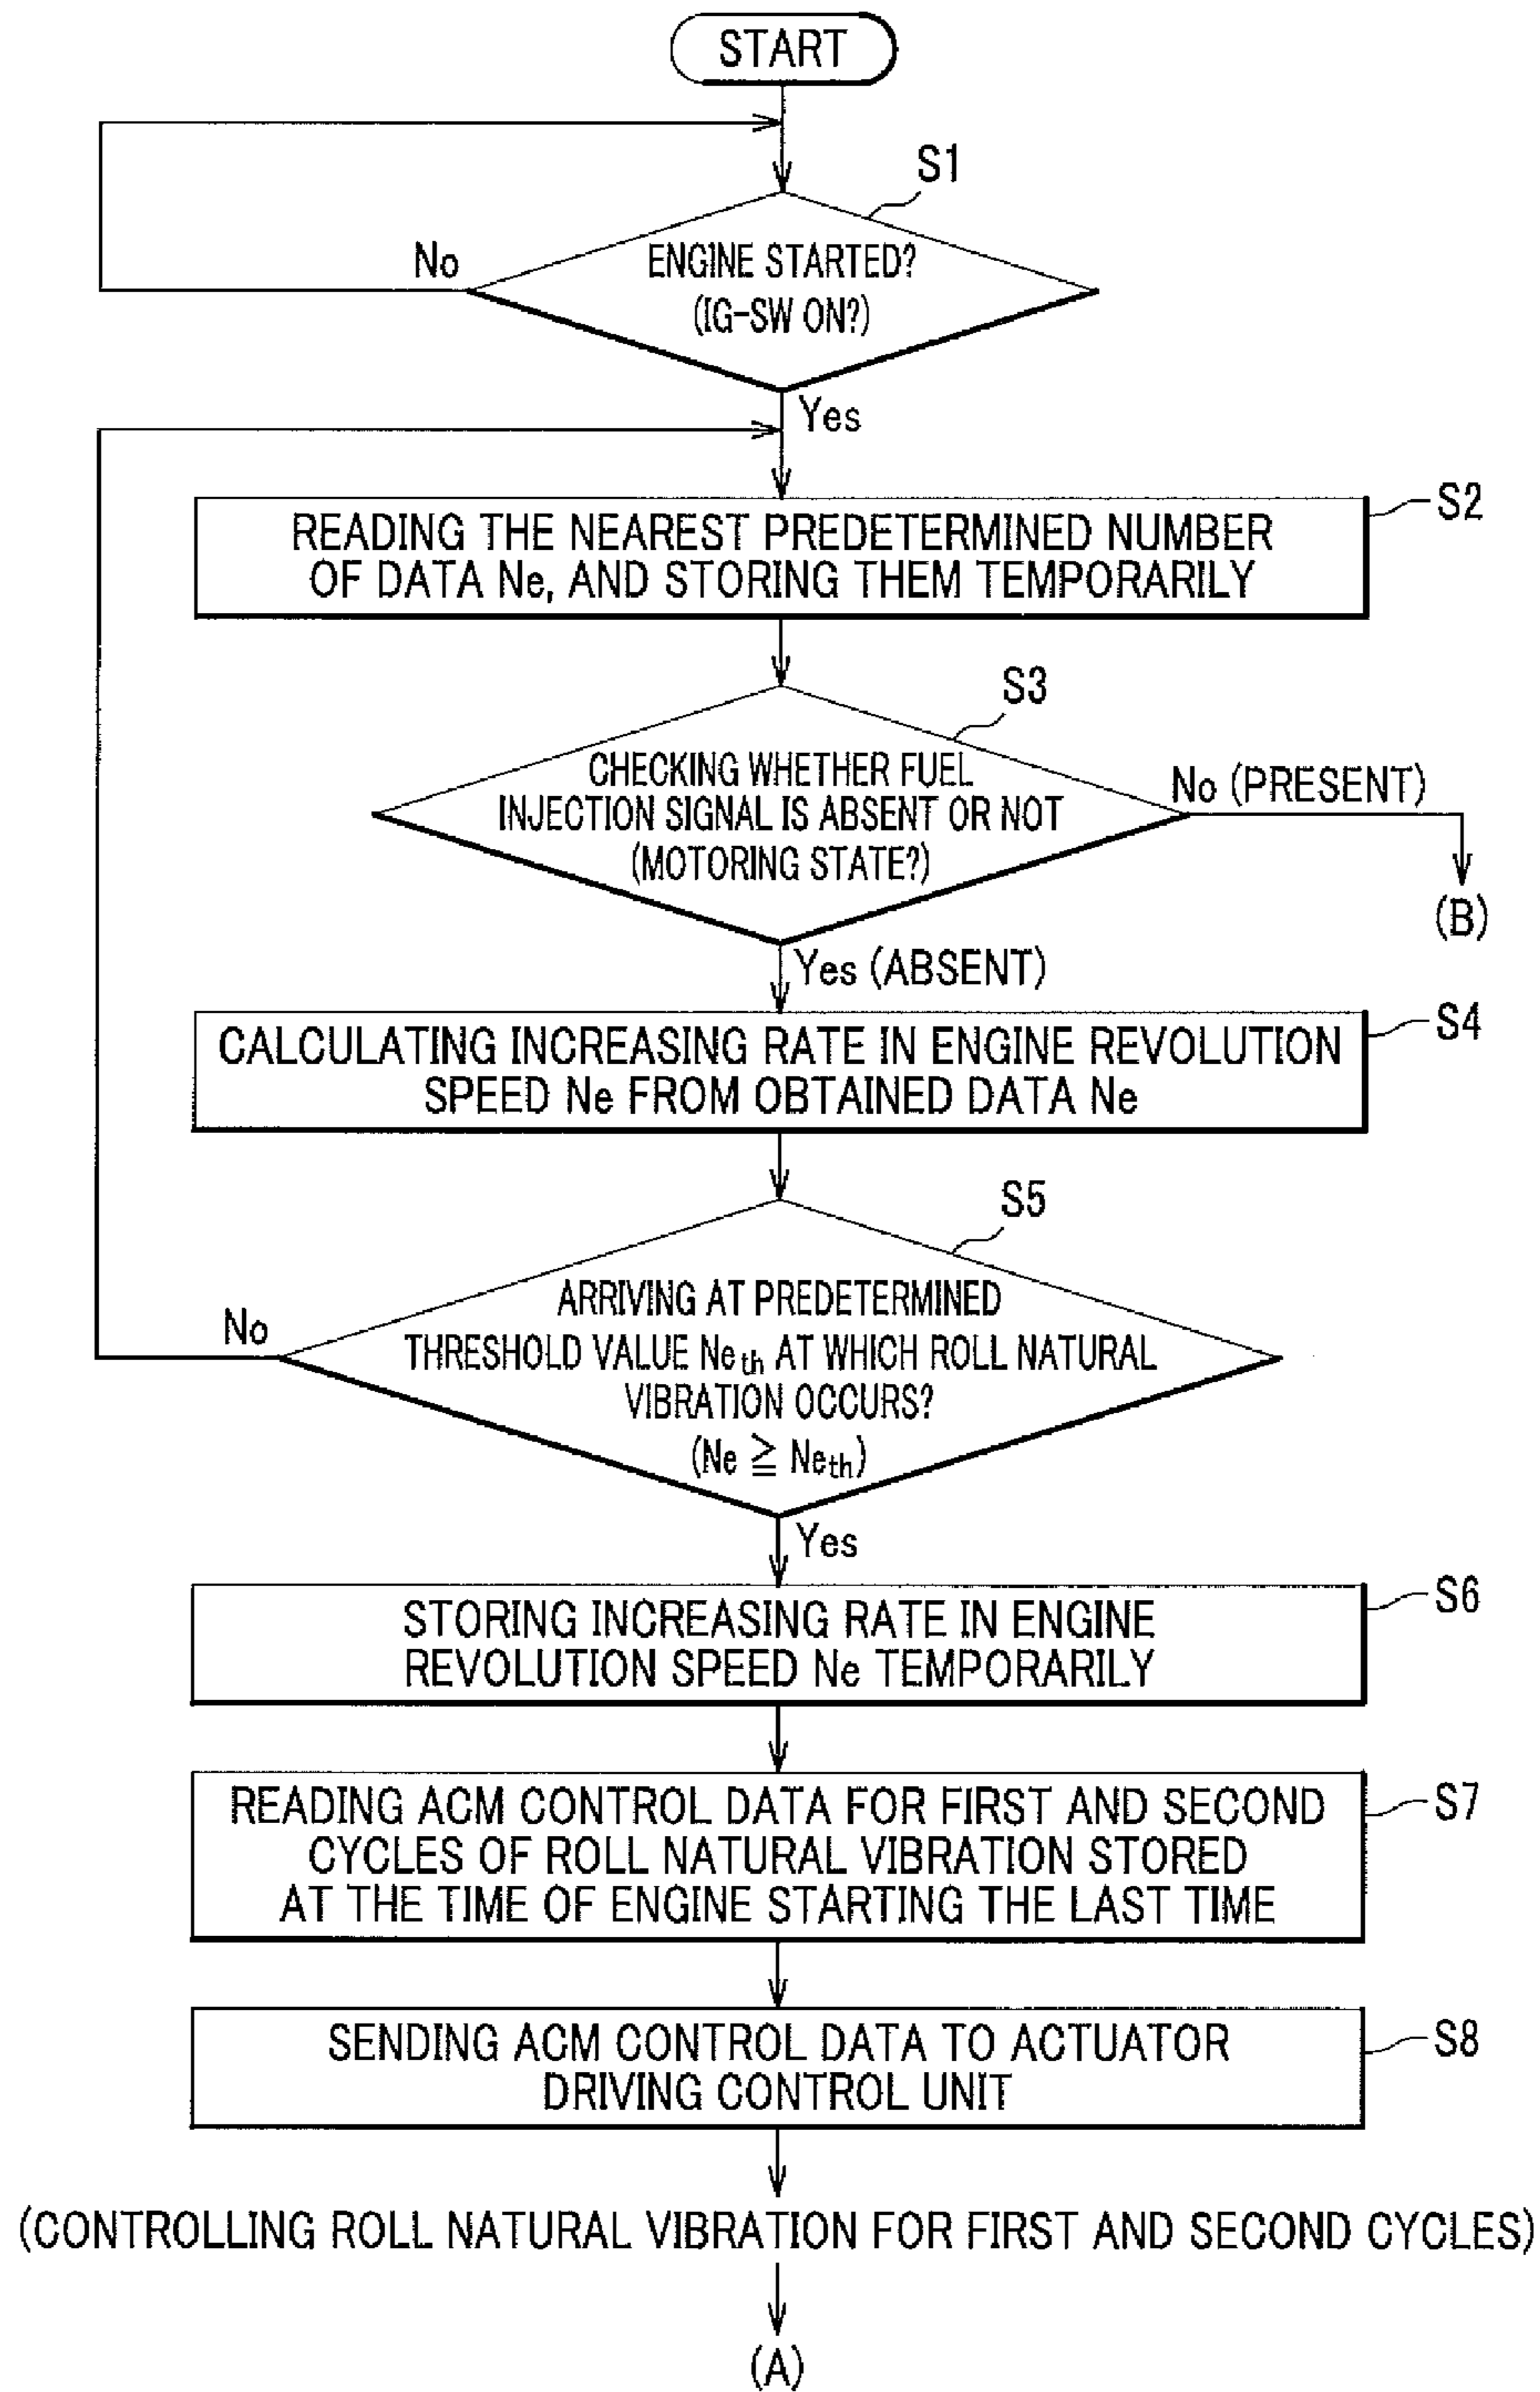 START
S1
No
ENGINE STARTED?
(IG-SW ON?)
Yes
S2
READING THE NEAREST PREDETERMINED NUMBER
OF DATA Ne, AND STORING THEM TEMPORARILY
S3
CHECKING WHETHER FUEL
INJECTION SIGNAL IS ABSENT OR NOT
(MOTORING STATE?)
No (PRESENT)
(B)
Yes (ABSENT)
S4
CALCULATING INCREASING RATE IN ENGINE REVOLUTION
SPEED Ne FROM OBTAINED DATA Ne
S5
No
ARRIVING AT PREDETERMINED
THRESHOLD VALUE Neth AT WHICH ROLL NATURAL
VIBRATION OCCURS?
(Ne ≧ Neth)
Yes
S6
STORING INCREASING RATE IN ENGINE
REVOLUTION SPEED Ne TEMPORARILY
S7
READING ACM CONTROL DATA FOR FIRST AND SECOND
CYCLES OF ROLL NATURAL VIBRATION STORED
AT THE TIME OF ENGINE STARTING THE LAST TIME
S8
SENDING ACM CONTROL DATA TO ACTUATOR
DRIVING CONTROL UNIT
(CONTROLLING ROLL NATURAL VIBRATION FOR FIRST AND SECOND CYCLES)
(A)